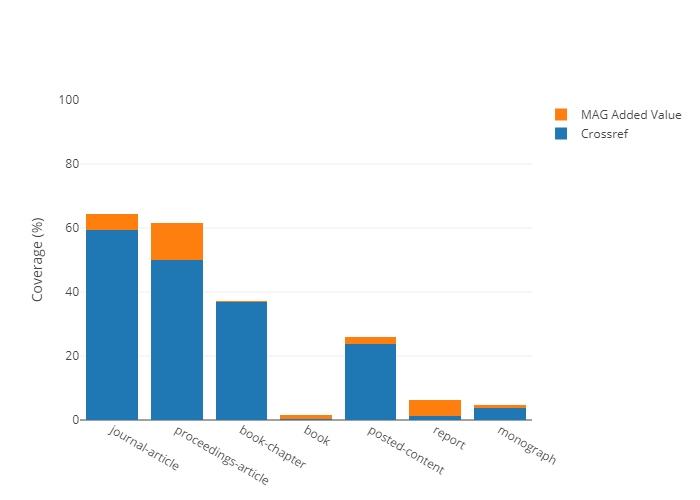 100
80
60
40
20
0
Coverage (%)
journal-article
proceedings-article
book-chapter
book
posted-content
report
monograph
MAG Added Value
Crossref